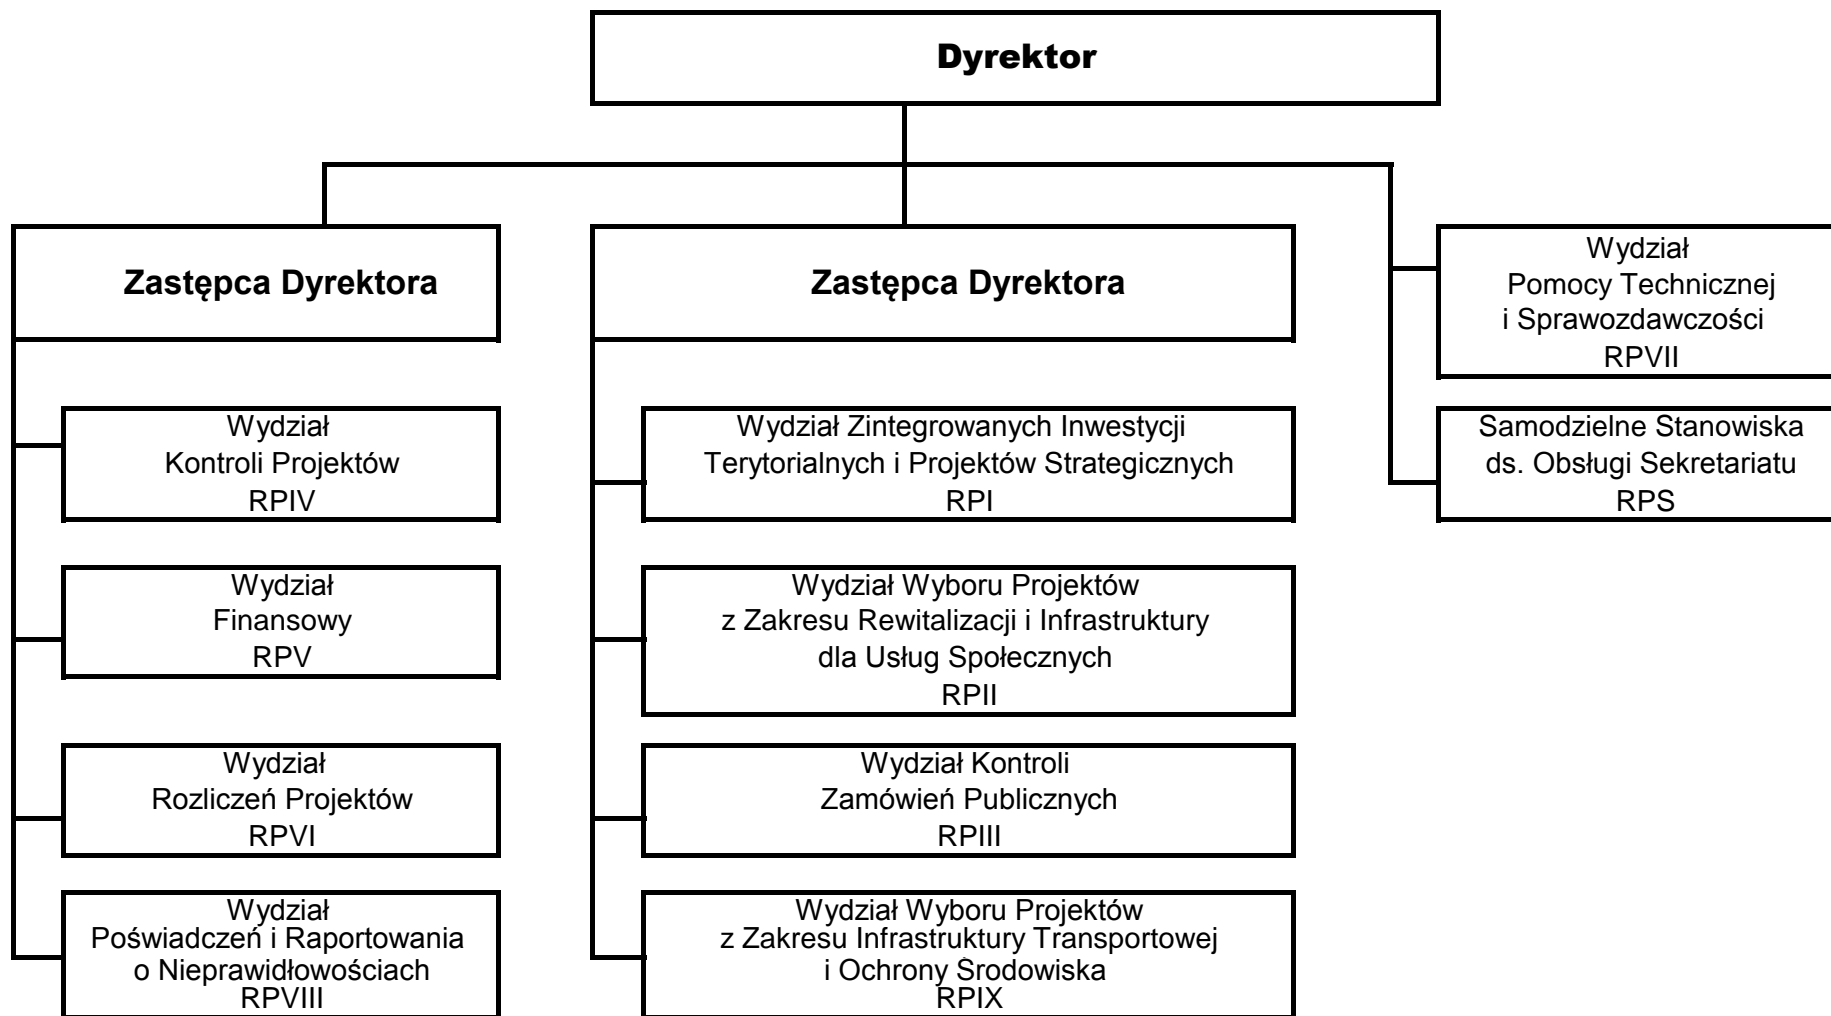 Dyrektor
Zastępca Dyrektora
Wydział
Kontroli Projektów
RPIV
Wydział
Finansowy
RPV
Wydział
Rozliczeń Projektów
RPVI
Wydział
Poświadczeń i Raportowania
o Nieprawidłowościach
RPVIII
Zastępca Dyrektora
Wydział Zintegrowanych Inwestycji
Terytorialnych i Projektów Strategicznych
RPI
Wydział Wyboru Projektów
z Zakresu Rewitalizacji i Infrastruktury
dla Usług Społecznych
RPII
Wydział Kontroli
Zamówień Publicznych
RPIII
Wydział Wyboru Projektów
z Zakresu Infrastruktury Transportowej
i Ochrony Środowiska
RPIX
Wydział
Pomocy Technicznej
i Sprawozdawczości
RPVII
Samodzielne Stanowiska
ds. Obsługi Sekretariatu
RPS